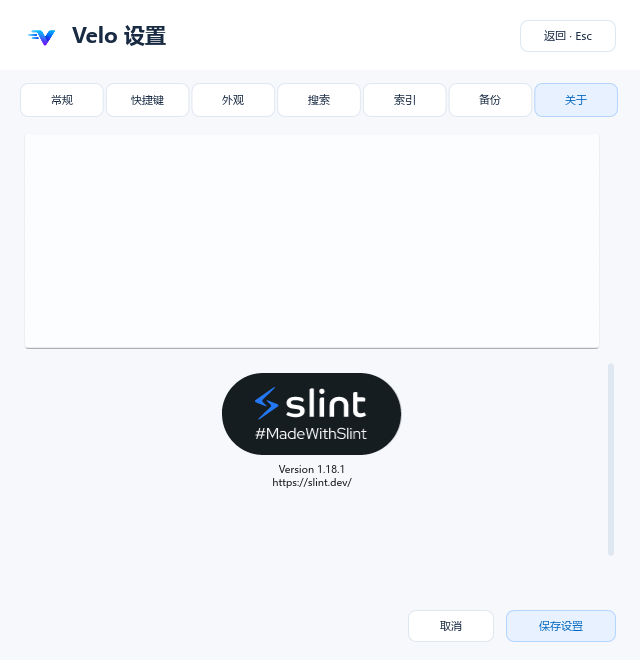 Velo 设置
返回 · Esc
常规
快捷键
外观
搜索
索引
备份
关于
slint
#MadeWithSlint
Version 1.18.1
https://slint.dev/
取消
保存设置